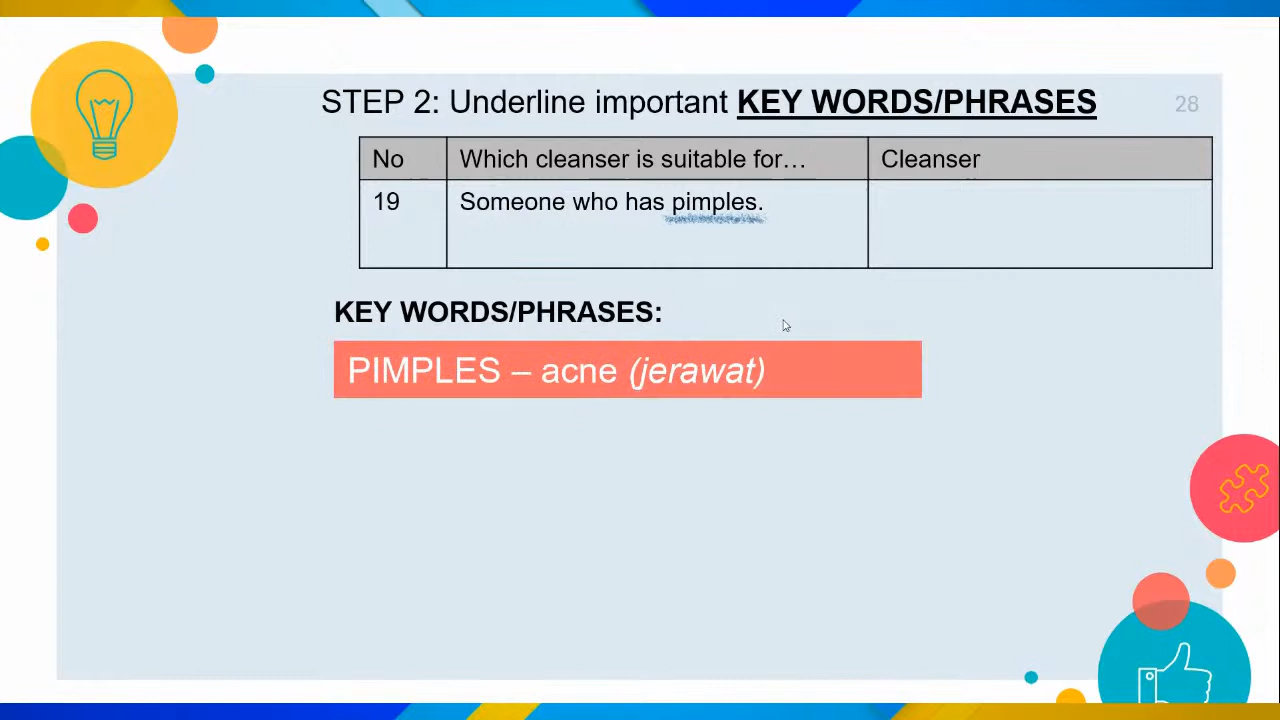 STEP 2: Underline important KEY WORDS/PHRASES
28
No
Which cleanser is suitable for…
Cleanser
19
Someone who has pimples.
KEY WORDS/PHRASES:
PIMPLES – acne (jerawat)